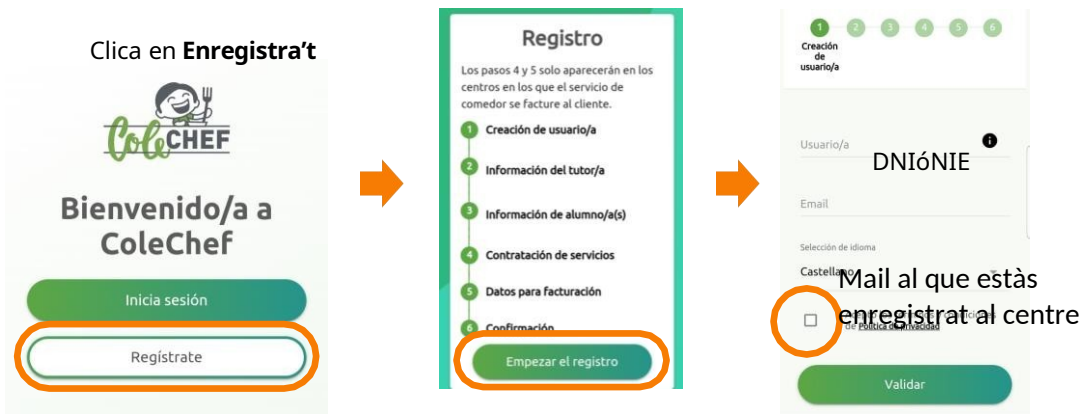 Clica en Enregistra’t
ColeCHEF
Bienvenido/a a
ColeChef
Inicia sesión
Regístrate
Registro
Los pasos 4 y 5 solo aparecerán en los
centros en los que el servicio de
comedor se facture al cliente.
1 Creación de usuario/a
2 Información del tutor/a
3 Información de alumno/a(s)
4 Contratación de servicios
5 Datos para facturación
6 Confirmación
Empezar el registro
1 2 3 4 5 6
Creación
de
usuario/a
Usuario/a
DNIóNIE
Email
Selección de idioma
Castellano
Mail al que estàs
enregistrat al centre
de Política de privacidad
Validar